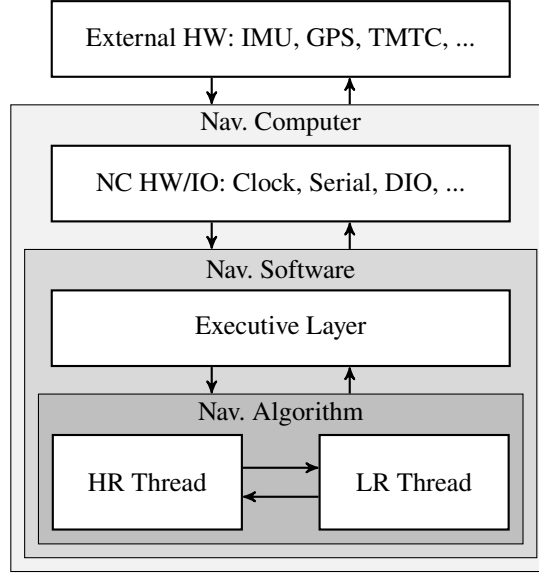 External HW: IMU, GPS, TMTC, ...
Nav. Computer
NC HW/IO: Clock, Serial, DIO, ...
Nav. Software
Executive Layer
Nav. Algorithm
HR Thread
LR Thread